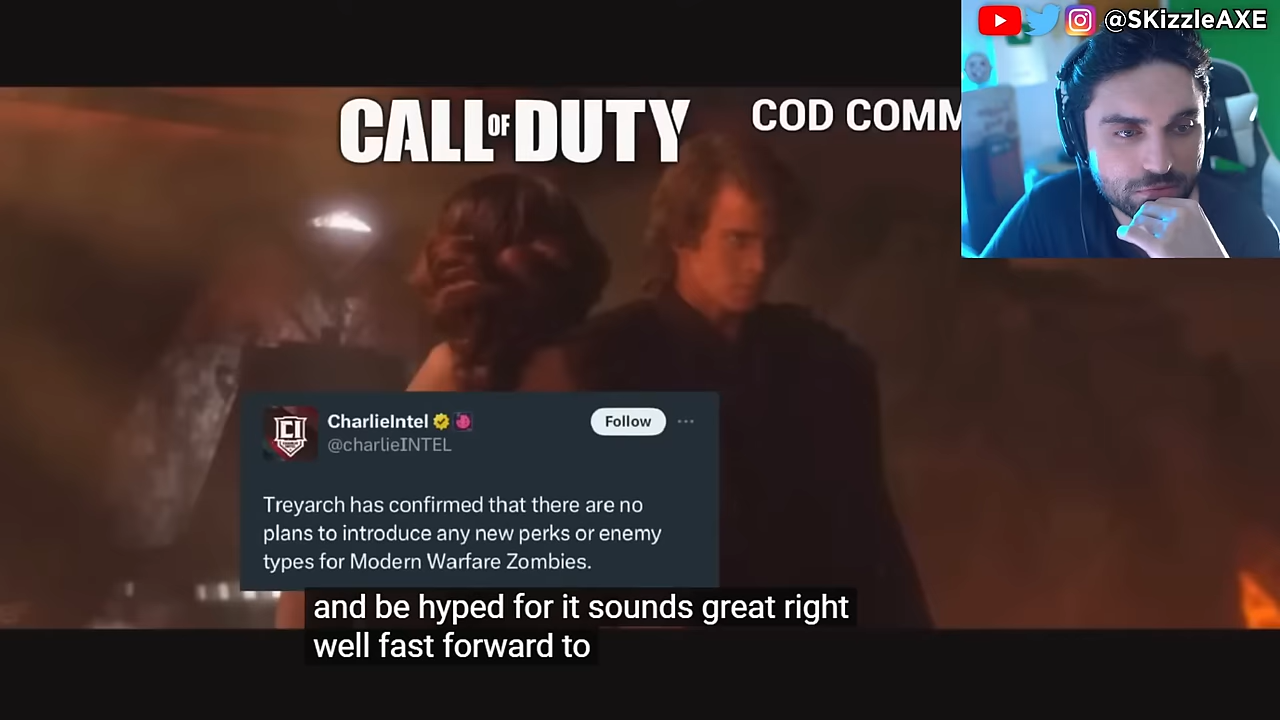 @SKizzleAXE
CALL OF DUTY
COD COMM
CharlieIntel
Follow
@charlieINTEL
CI
Treyarch has confirmed that there are no
plans to introduce any new perks or enemy
types for Modern Warfare Zombies.
and be hyped for it sounds great right
well fast forward to